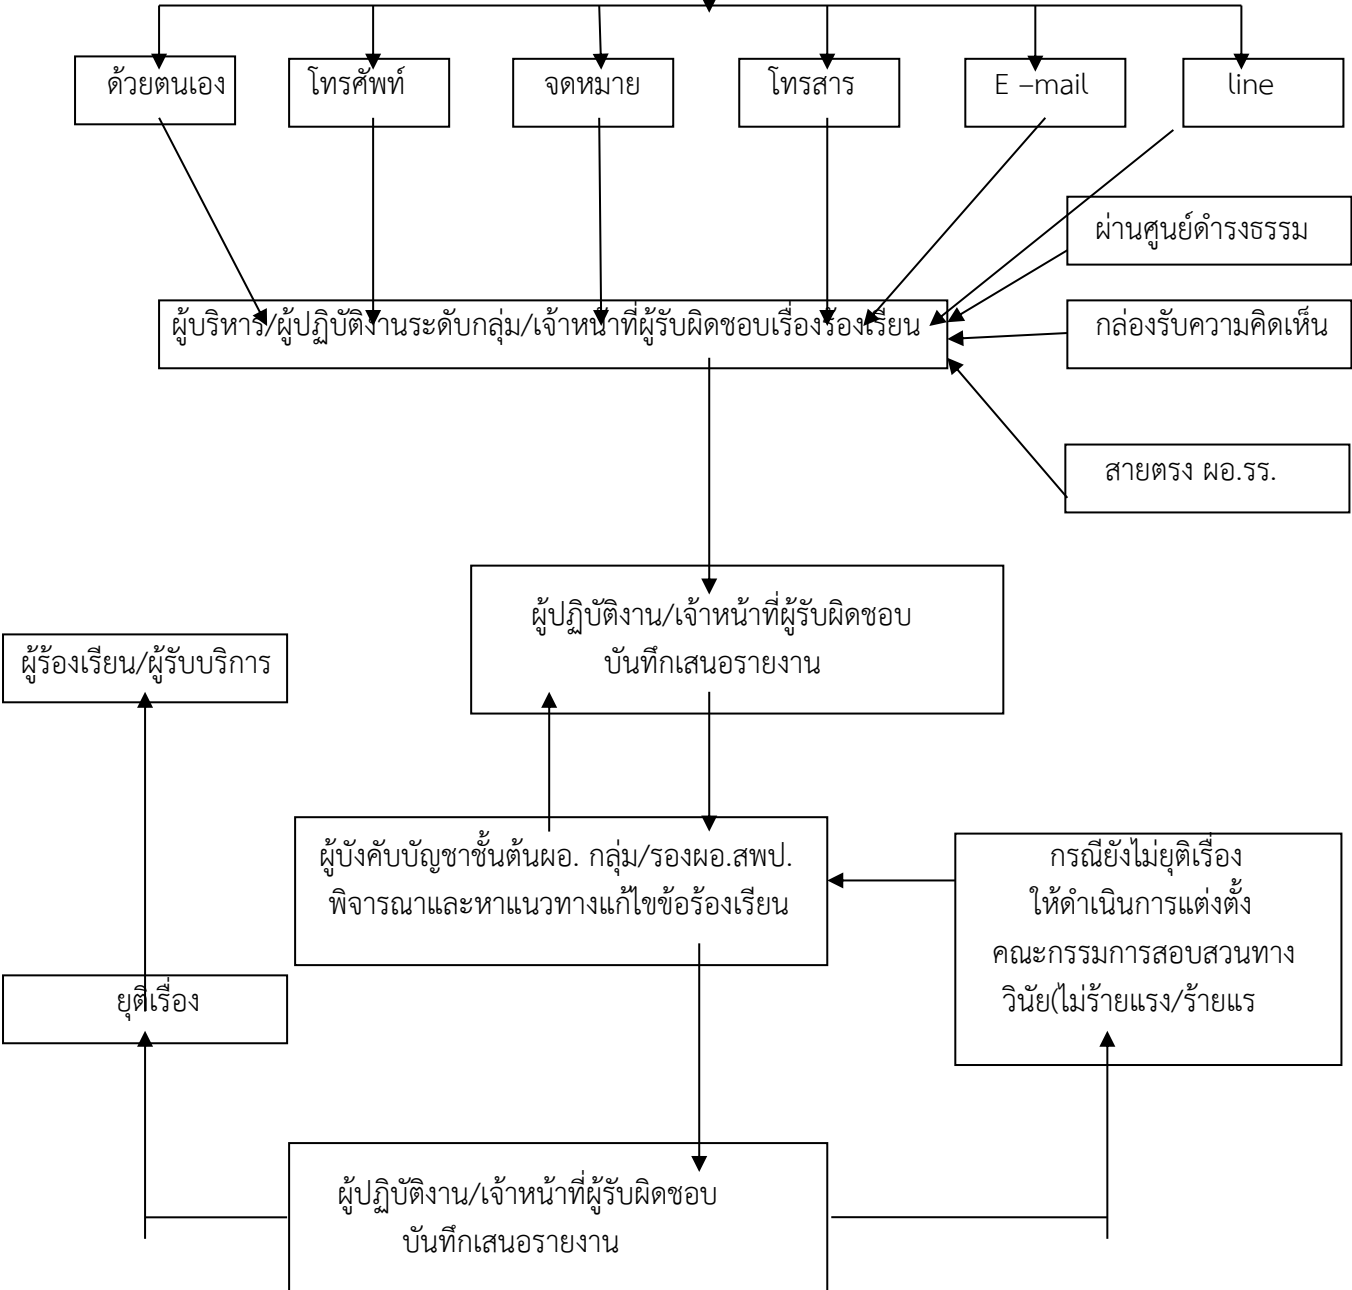 ด้วยตนเอง
โทรศัพท์
จดหมาย
โทรสาร
E –mail
line
ผ่านศูนย์ดำรงธรรม
ผู้บริหาร/ผู้ปฏิบัติงานระดับกลุ่ม/เจ้าหน้าที่ผู้รับผิดชอบเรื่องร้องเรียน
กล่องรับความคิดเห็น
สายตรง ผอ.รร.
ผู้ปฏิบัติงาน/เจ้าหน้าที่ผู้รับผิดชอบ
บันทึกเสนอรายงาน
ผู้ร้องเรียน/ผู้รับบริการ
ผู้บังคับบัญชาชั้นต้นผอ. กลุ่ม/รองผอ.สพป.
พิจารณาและหาแนวทางแก้ไขข้อร้องเรียน
กรณียังไม่ยุติเรื่อง
ให้ดำเนินการแต่งตั้ง
คณะกรรมการสอบสวนทาง
วินัย(ไม่ร้ายแรง/ร้ายแร
ยุติเรื่อง
ผู้ปฏิบัติงาน/เจ้าหน้าที่ผู้รับผิดชอบ
บันทึกเสนอรายงาน